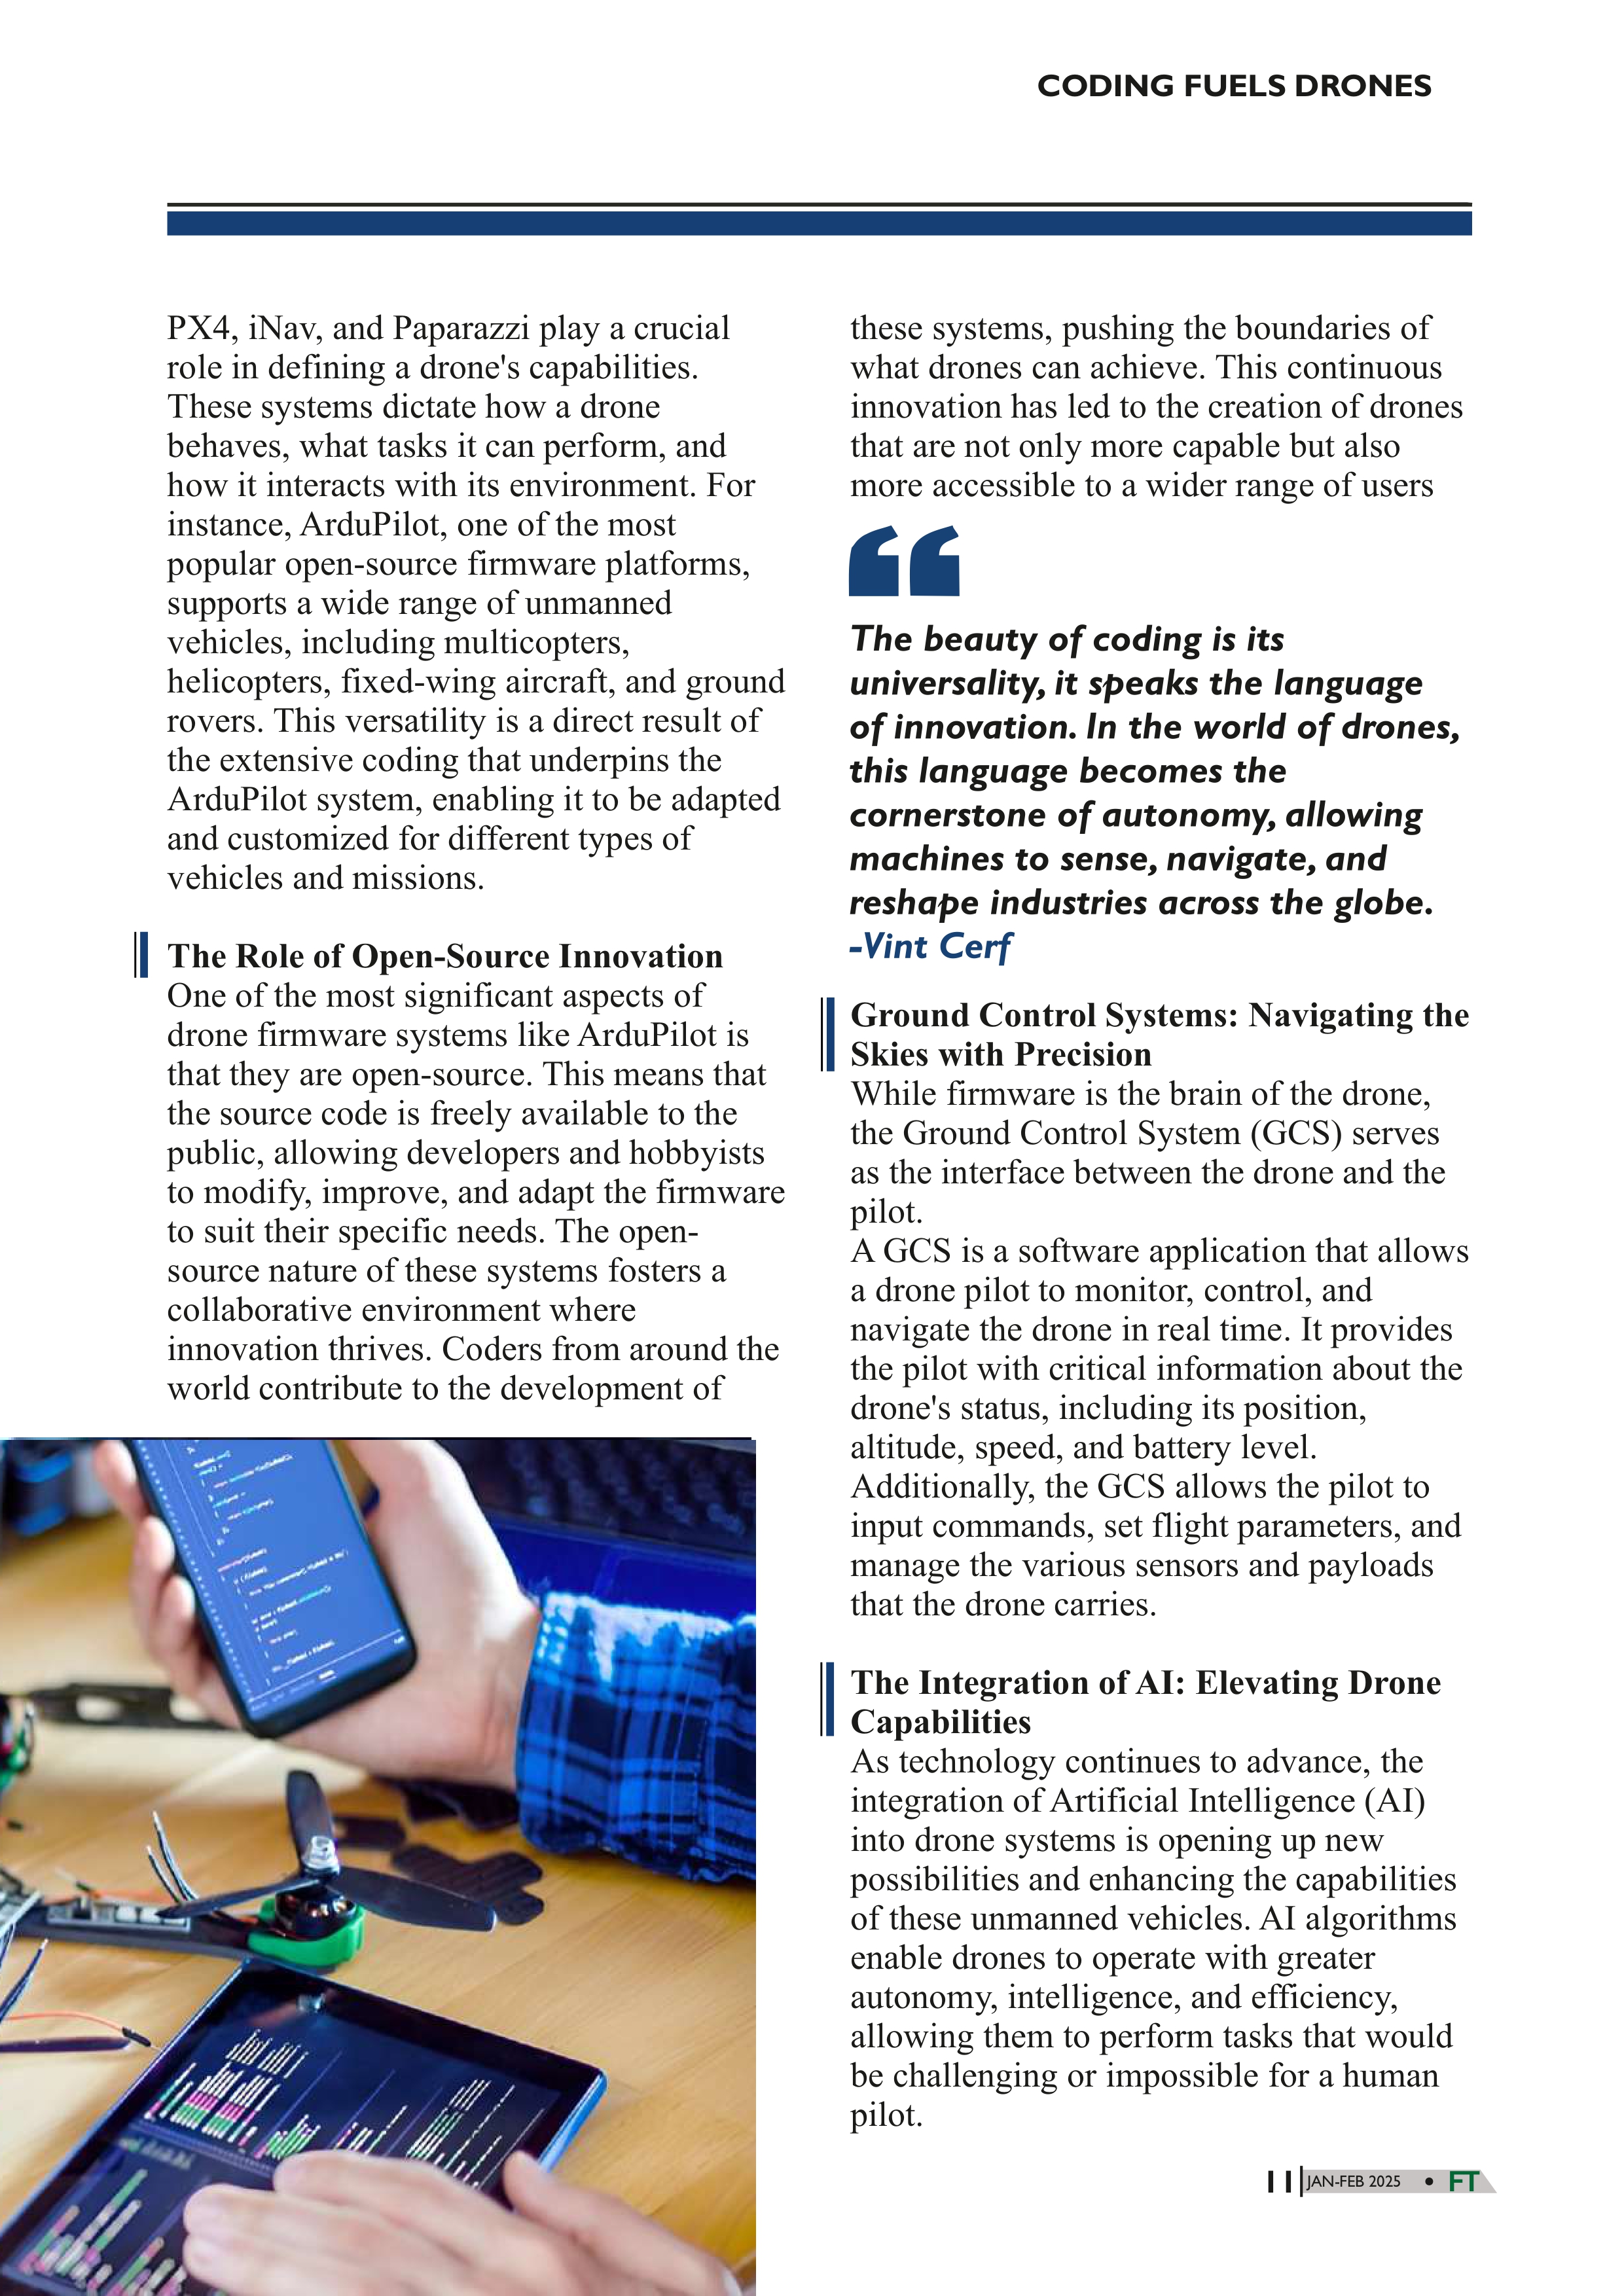 CODING FUELS DRONES
PX4, iNav, and Paparazzi play a crucial
role in defining a drone's capabilities.
These systems dictate how a drone
behaves, what tasks it can perform, and
how it interacts with its environment. For
instance, ArduPilot, one of the most
popular open-source firmware platforms,
supports a wide range of unmanned
vehicles, including multicopters,
helicopters, fixed-wing aircraft, and ground
rovers. This versatility is a direct result of
the extensive coding that underpins the
ArduPilot system, enabling it to be adapted
and customized for different types of
vehicles and missions.
The Role of Open-Source Innovation
One of the most significant aspects of
drone firmware systems like ArduPilot is
that they are open-source. This means that
the source code is freely available to the
public, allowing developers and hobbyists
to modify, improve, and adapt the firmware
to suit their specific needs. The open-
source nature of these systems fosters a
collaborative environment where
innovation thrives. Coders from around the
world contribute to the development of
these systems, pushing the boundaries of
what drones can achieve. This continuous
innovation has led to the creation of drones
that are not only more capable but also
more accessible to a wider range of users
“
The beauty of coding is its
universality, it speaks the language
of innovation. In the world of drones,
this language becomes the
cornerstone of autonomy, allowing
machines to sense, navigate, and
reshape industries across the globe.
-Vint Cerf
Ground Control Systems: Navigating the
Skies with Precision
While firmware is the brain of the drone,
the Ground Control System (GCS) serves
as the interface between the drone and the
pilot.
A GCS is a software application that allows
a drone pilot to monitor, control, and
navigate the drone in real time. It provides
the pilot with critical information about the
drone's status, including its position,
altitude, speed, and battery level.
Additionally, the GCS allows the pilot to
input commands, set flight parameters, and
manage the various sensors and payloads
that the drone carries.
The Integration of AI: Elevating Drone
Capabilities
As technology continues to advance, the
integration of Artificial Intelligence (AI)
into drone systems is opening up new
possibilities and enhancing the capabilities
of these unmanned vehicles. AI algorithms
enable drones to operate with greater
autonomy, intelligence, and efficiency,
allowing them to perform tasks that would
be challenging or impossible for a human
pilot.
11 JAN-FEB 2025 • FT